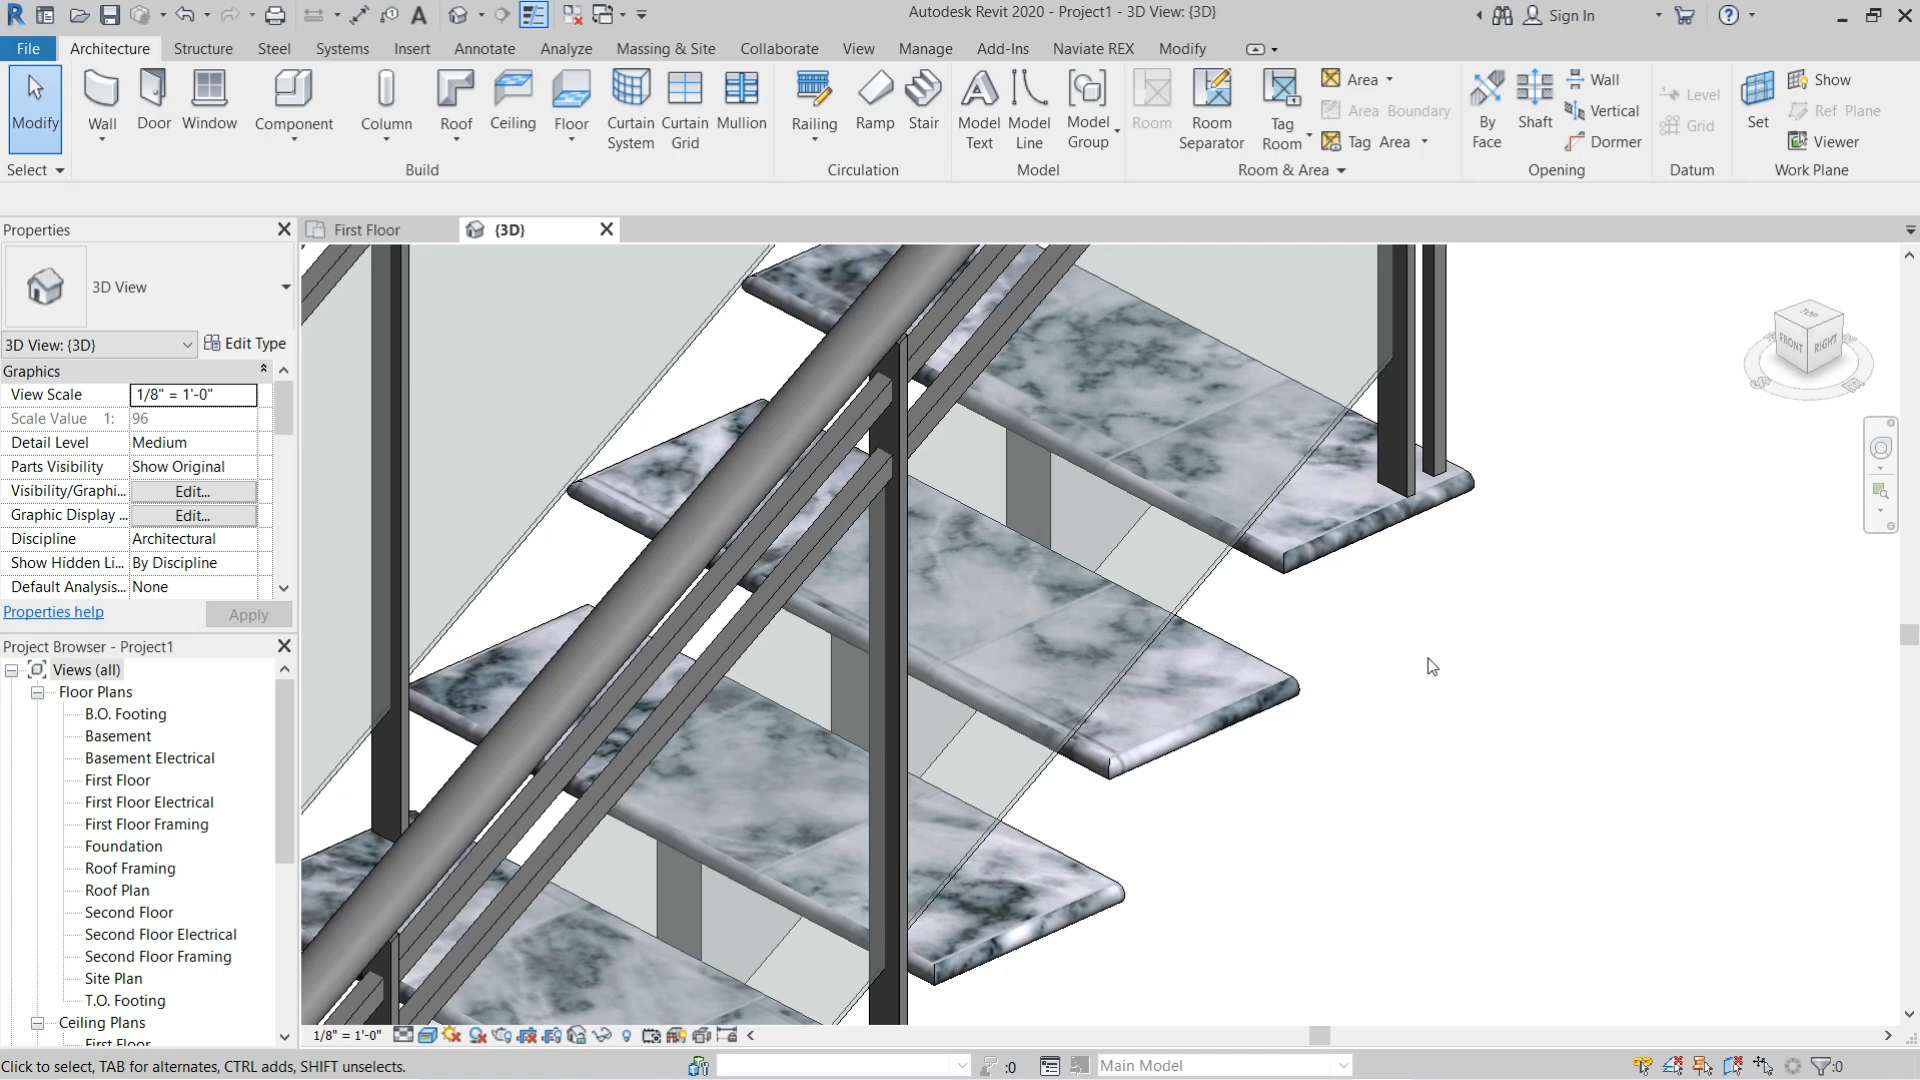 Autodesk Revit 2020 - Project1 - 3D View: {3D}
Sign In
File Architecture Structure Steel Systems Insert Annotate Analyze Massing & Site Collaborate View Manage Add-Ins Naviate REX Modify
Modify
Wall
Door
Window
Component
Column
Roof
Ceiling
Floor
Curtain System
Curtain Grid
Mullion
Railing
Ramp
Stair
Model Text
Model Line
Model Group
Room
Room Separator
Tag Room
Area
Area Boundary
Tag Area
By Face
Shaft
Wall
Vertical
Dormer
Level
Grid
Set
Show
Ref Plane
Viewer
Select
Build
Circulation
Model
Room & Area
Opening
Datum
Work Plane
Properties
First Floor
{3D}
3D View
3D View: {3D}
Edit Type
Graphics
View Scale 1/8" = 1'-0"
Scale Value 1: 96
Detail Level Medium
Parts Visibility Show Original
Visibility/Graphi... Edit...
Graphic Display ... Edit...
Discipline Architectural
Show Hidden Li... By Discipline
Default Analysis... None
Properties help
Apply
Project Browser - Project1
Views (all)
Floor Plans
B.O. Footing
Basement
Basement Electrical
First Floor
First Floor Electrical
First Floor Framing
Foundation
Roof Framing
Roof Plan
Second Floor
Second Floor Electrical
Second Floor Framing
Site Plan
T.O. Footing
Ceiling Plans
First Floor
TOP
FRONT
RIGHT
1/8" = 1'-0"
Click to select, TAB for alternates, CTRL adds, SHIFT unselects.
:0
Main Model
:0